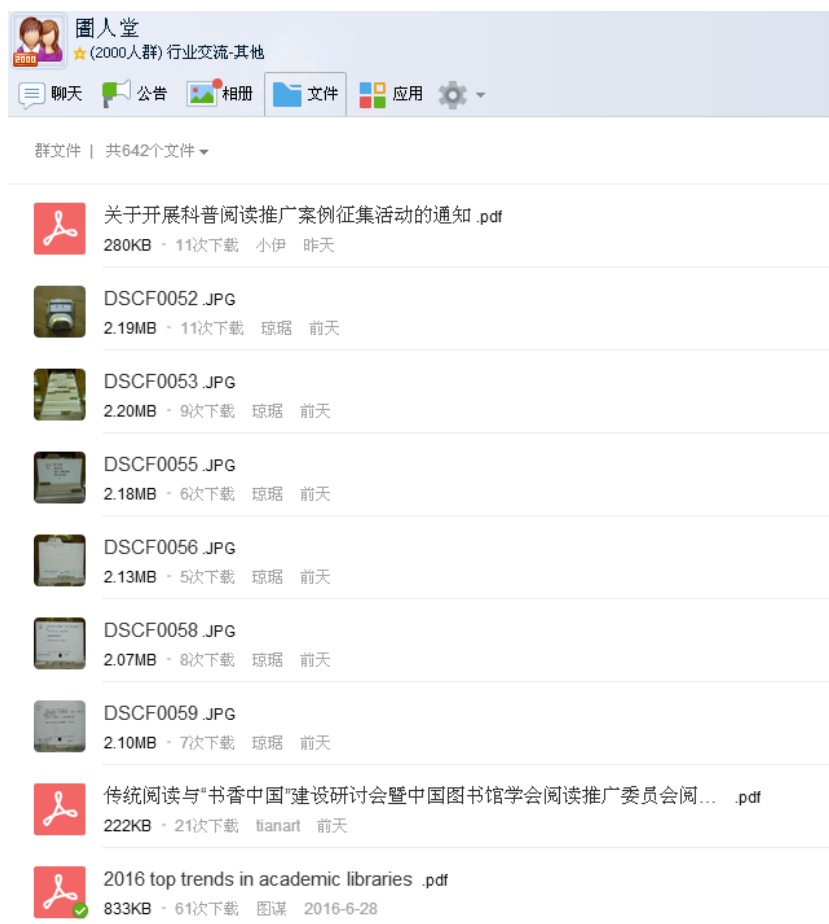 圕人堂
2000
(2000人群) 行业交流-其他
聊天 公告 相册 文件 应用
群文件 | 共642个文件
关于开展科普阅读推广案例征集活动的通知 .pdf
280KB · 11次下载 小伊 昨天
DSCF0052 .JPG
2.19MB · 11次下载 琼琚 前天
DSCF0053 .JPG
2.20MB · 9次下载 琼琚 前天
DSCF0055 .JPG
2.18MB · 6次下载 琼琚 前天
DSCF0056 .JPG
2.13MB · 5次下载 琼琚 前天
DSCF0058 .JPG
2.07MB · 8次下载 琼琚 前天
DSCF0059 .JPG
2.10MB · 7次下载 琼琚 前天
传统阅读与“书香中国”建设研讨会暨中国图书馆学会阅读推广委员会阅… .pdf
222KB · 21次下载 tianart 前天
2016 top trends in academic libraries .pdf
833KB · 61次下载 图谋 2016-6-28